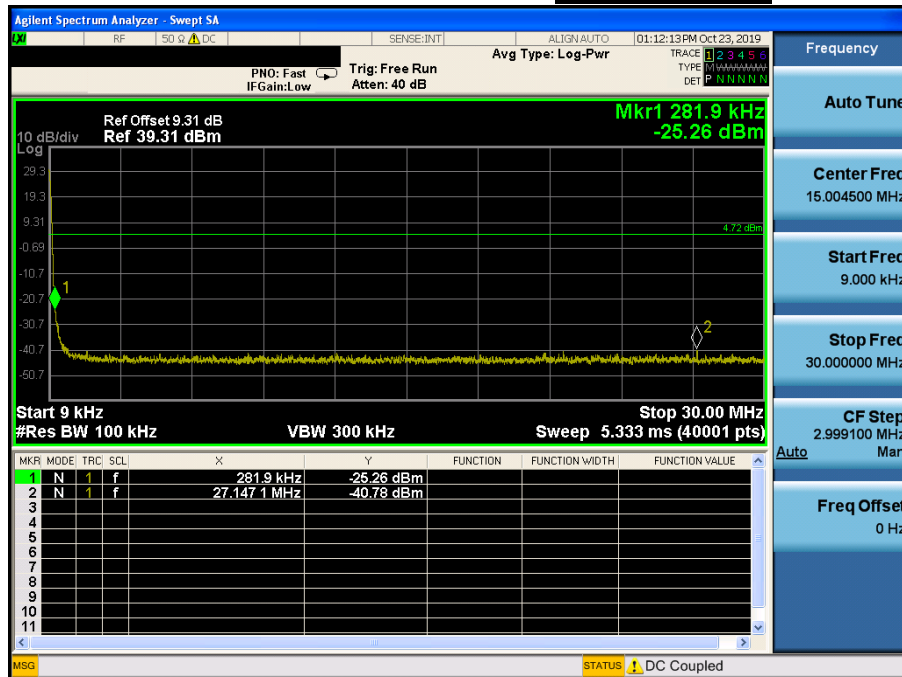 Agilent Spectrum Analyzer - Swept SA
LXI RF 50 Ω DC SENSE:INT ALIGNAUTO 01:12:13PM Oct 23, 2019
Frequency
Avg Type: Log-Pwr TRACE 1 2 3 4 5 6
PNO: Fast Trig: Free Run TYPE M WWWWW
IFGain:Low Atten: 40 dB DET P N N N N N
Auto Tune
Mkr1 281.9 kHz
Ref Offset 9.31 dB
10 dB/div Ref 39.31 dBm -25.26 dBm
Log
29.3
19.3
9.31
4.72 dBm
-0.69
-10.7
-20.7
-30.7
-40.7
-50.7
1
2
Center Freq
15.004500 MHz
Start Freq
9.000 kHz
Stop Freq
30.000000 MHz
Start 9 kHz Stop 30.00 MHz
#Res BW 100 kHz VBW 300 kHz Sweep 5.333 ms (40001 pts)
CF Step
2.999100 MHz
Auto Man
MKR MODE TRC SCL X Y FUNCTION FUNCTION WIDTH FUNCTION VALUE
1 N 1 f 281.9 kHz -25.26 dBm
2 N 1 f 27.147 1 MHz -40.78 dBm
3
4
5
6
7
8
9
10
11
Freq Offset
0 Hz
MSG STATUS DC Coupled